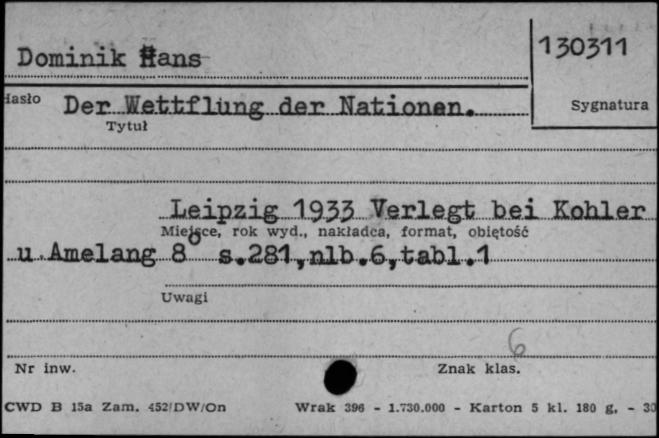 130311
Dominik Hans
Hasło Der Wettflung der Nationen. Sygnatura
Tytuł
Leipzig 1933 Verlegt bei Kohler
Miejsce, rok wyd., nakładca, format, objętość
u.Amelang 8° s.281,nlb.6,tabl.1
Uwagi
6
Nr inw. Znak klas.
CWD B 15a Zam. 452/DW/On Wrak 396 - 1.730.000 - Karton 5 kl. 180 g, - 30